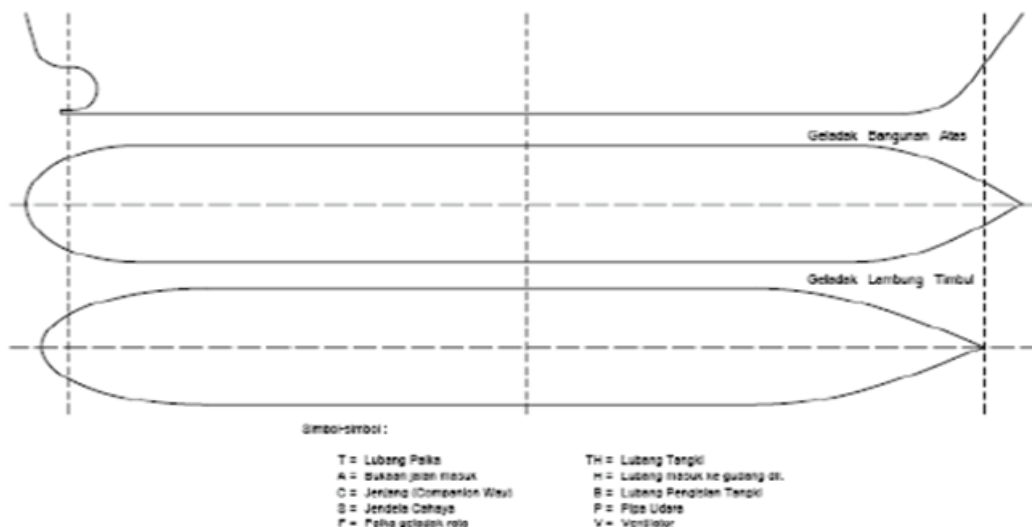 Geladak Bangunan Atas
Geladak Lambung Timbul
Simbol-simbol :
T = Lubang Palka
TH = Lubang Tangki
A = Bukaan jalan masuk
H = Lubang masuk ke gudang dll.
C = Jenjang (Companion Way)
B = Lubang Pengisian Tangki
S = Jendela Cahaya
P = Pipa Udara
F = Palka geladak rata
V = Ventilator